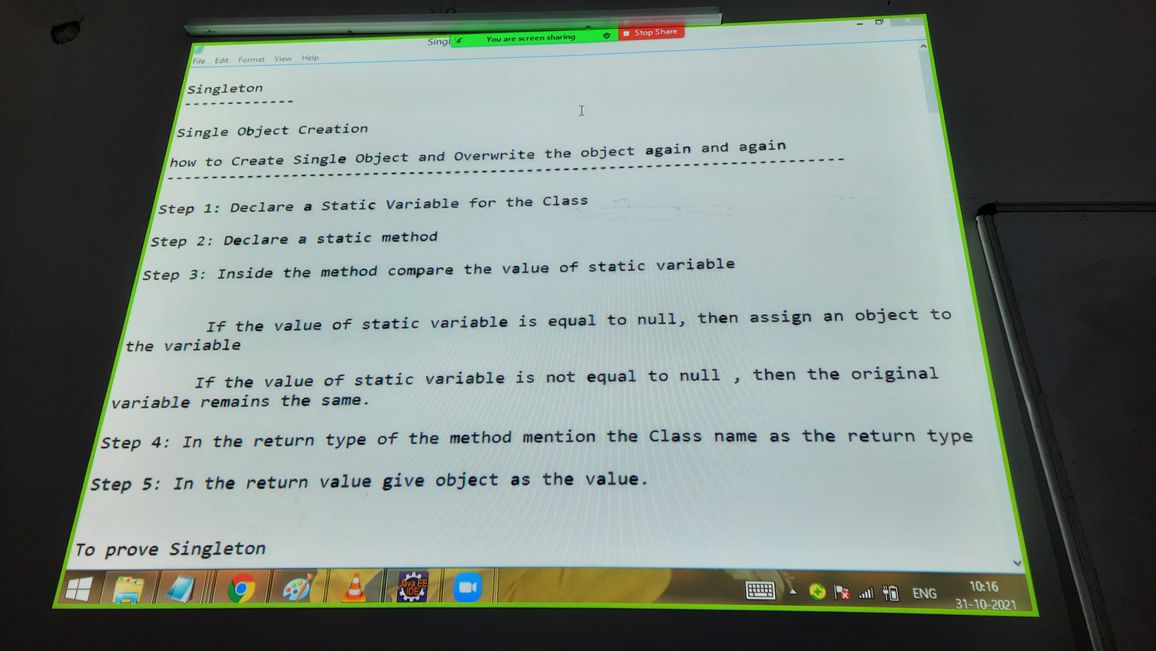 Singl
You are screen sharing
Stop Share
File Edit Format View Help
Singleton
-------------
Single Object Creation
how to Create Single Object and Overwrite the object again and again
--------------------------------------------------------------------
Step 1: Declare a Static Variable for the Class
Step 2: Declare a static method
Step 3: Inside the method compare the value of static variable
If the value of static variable is equal to null, then assign an object to
the variable
If the value of static variable is not equal to null , then the original
variable remains the same.
Step 4: In the return type of the method mention the Class name as the return type
Step 5: In the return value give object as the value.
To prove Singleton
Java EE
IDE
ENG
10:16
31-10-2021